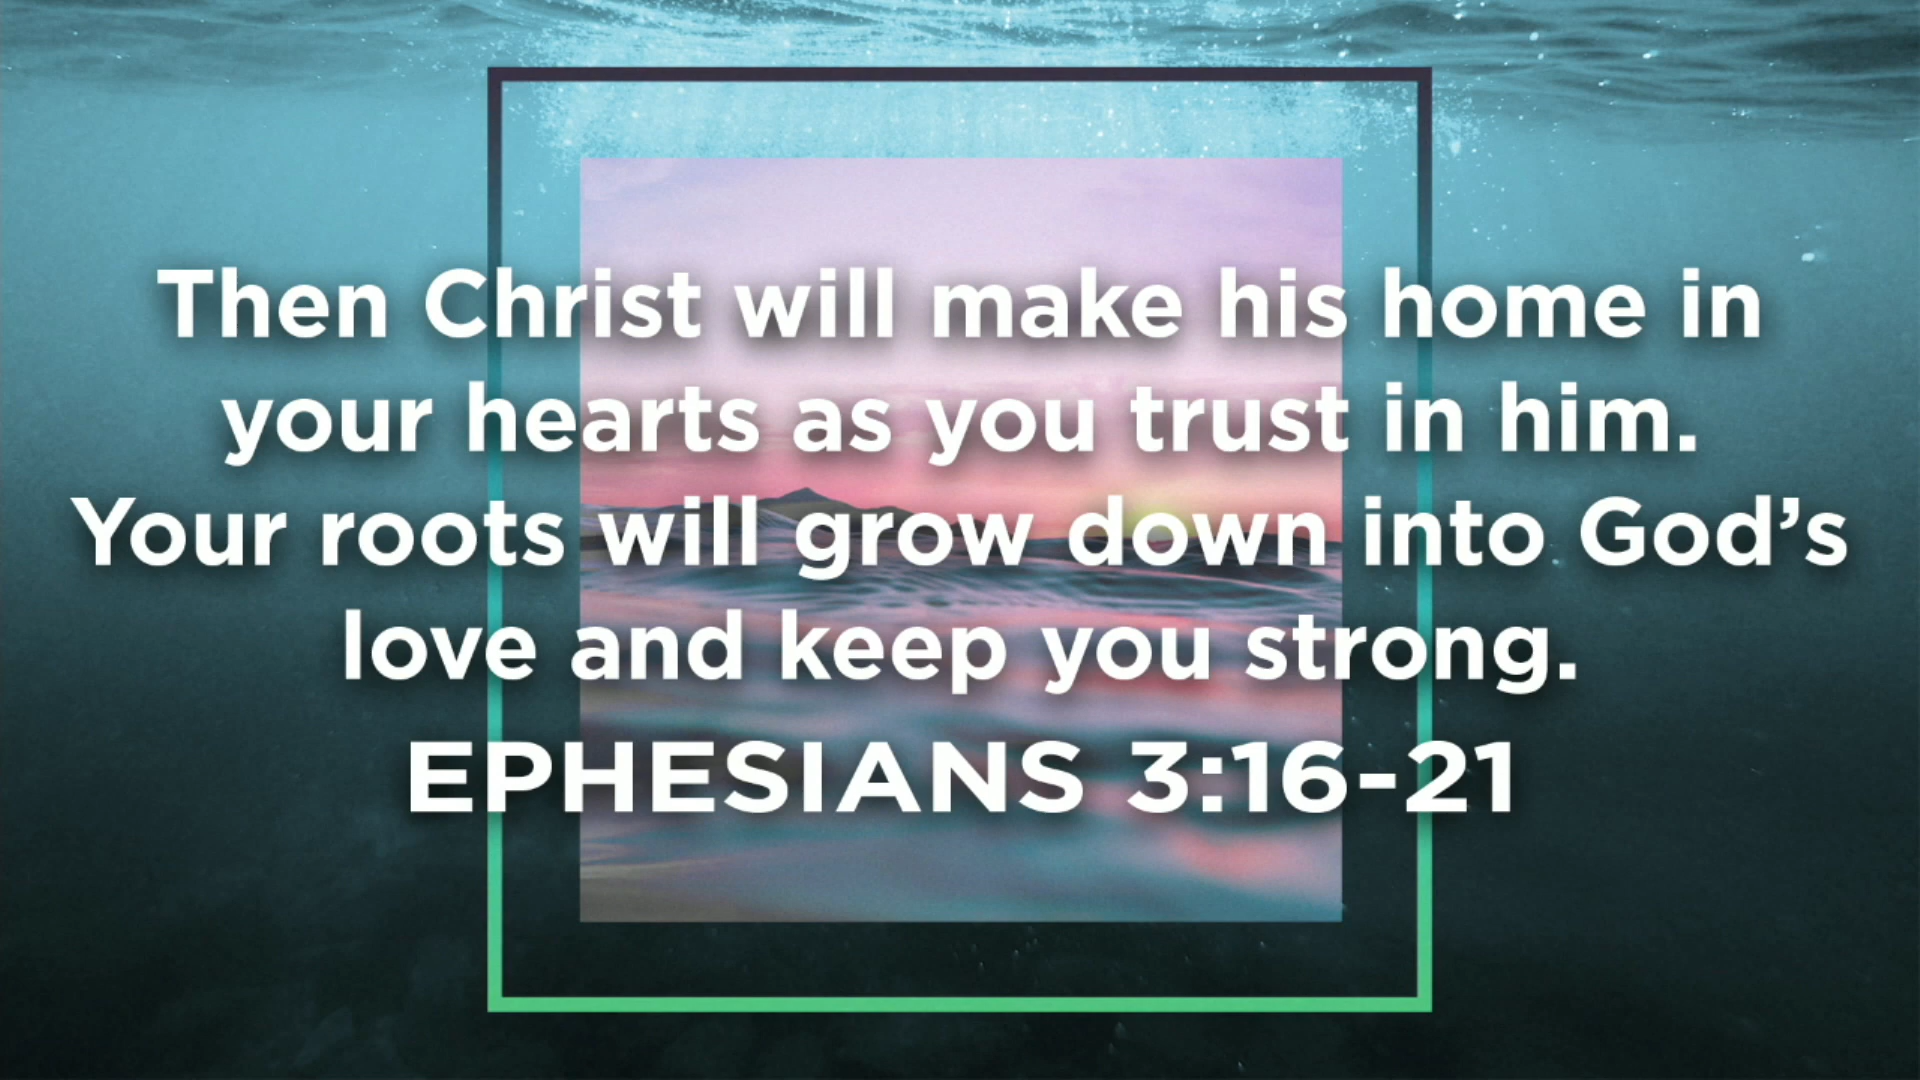 Then Christ will make his home in
your hearts as you trust in him.
Your roots will grow down into God’s
love and keep you strong.
EPHESIANS 3:16-21